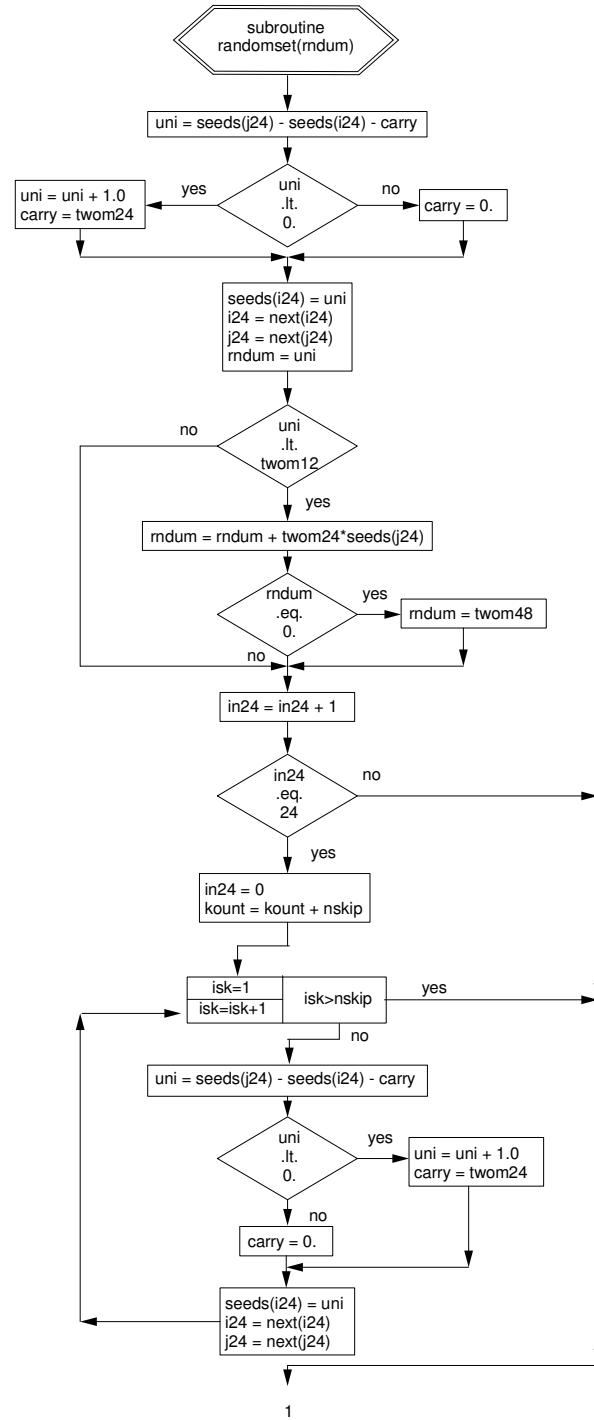 subroutine
randomset(rndum)
uni = seeds(j24) - seeds(i24) - carry
uni
.lt.
0.
yes
no
uni = uni + 1.0
carry = twom24
carry = 0.
seeds(i24) = uni
i24 = next(i24)
j24 = next(j24)
rndum = uni
uni
.lt.
twom12
no
yes
rndum = rndum + twom24*seeds(j24)
rndum
.eq.
0.
yes
rndum = twom48
no
in24 = in24 + 1
in24
.eq.
24
no
yes
in24 = 0
kount = kount + nskip
isk=1
isk=isk+1
isk>nskip
yes
no
uni = seeds(j24) - seeds(i24) - carry
uni
.lt.
0.
yes
uni = uni + 1.0
carry = twom24
no
carry = 0.
seeds(i24) = uni
i24 = next(i24)
j24 = next(j24)
1